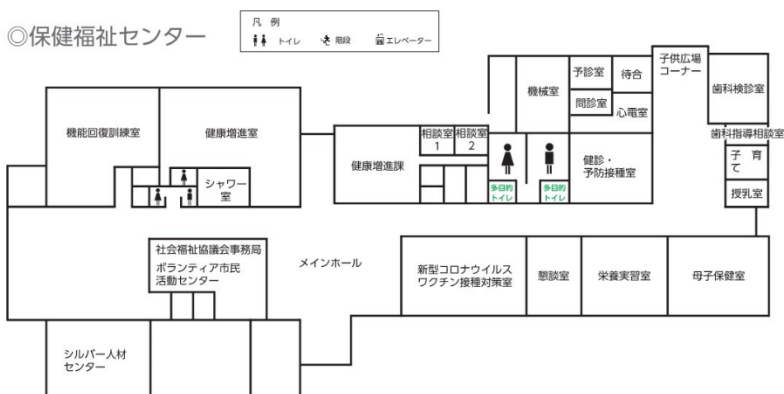 ◎保健福祉センター
凡 例
トイレ 階段 エレベーター
機能回復訓練室
健康増進室
シャワー
室
健康増進課
相談室
1
相談室
2
機械室
予診室
待合
問診室
心電室
子供広場
コーナー
歯科検診室
歯科指導相談室
子 育
て
授乳室
健診・
予防接種室
多目的
トイレ
多目的
トイレ
社会福祉協議会事務局
ボランティア市民
活動センター
メインホール
新型コロナウイルス
ワクチン接種対策室
懇談室
栄養実習室
母子保健室
シルバー人材
センター